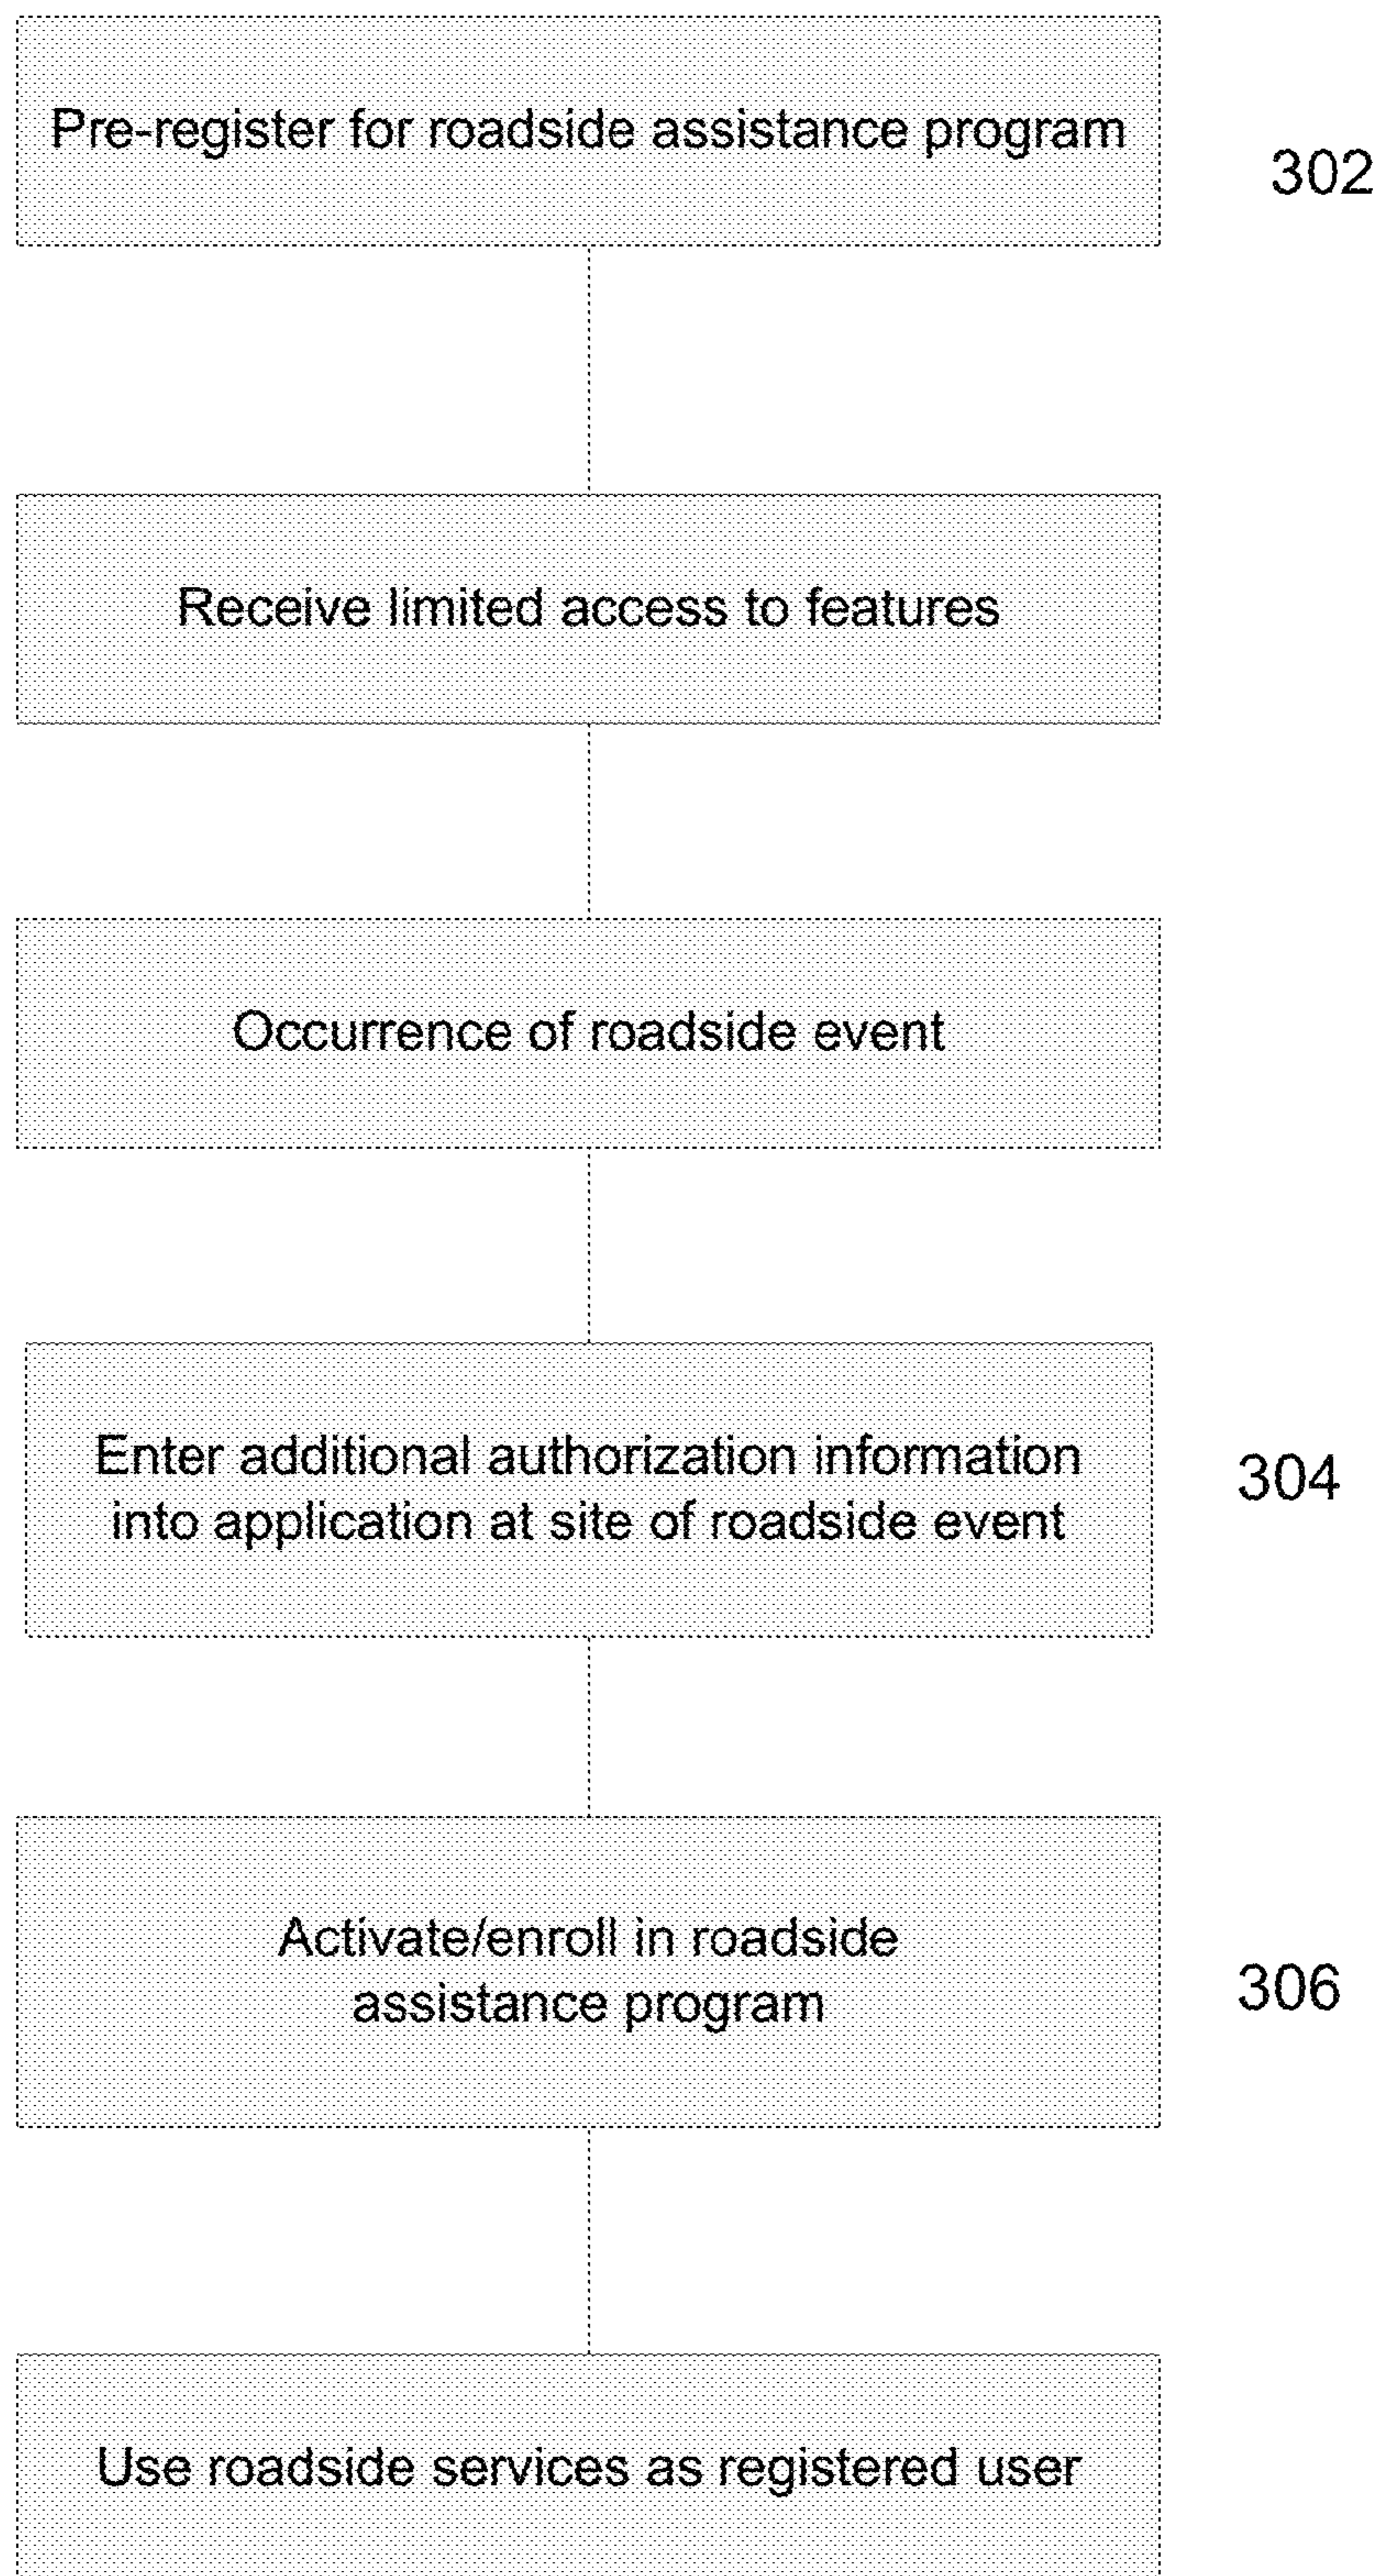 Pre-register for roadside assistance program
302
Receive limited access to features
Occurrence of roadside event
Enter additional authorization information
into application at site of roadside event
304
Activate/enroll in roadside
assistance program
306
Use roadside services as registered user